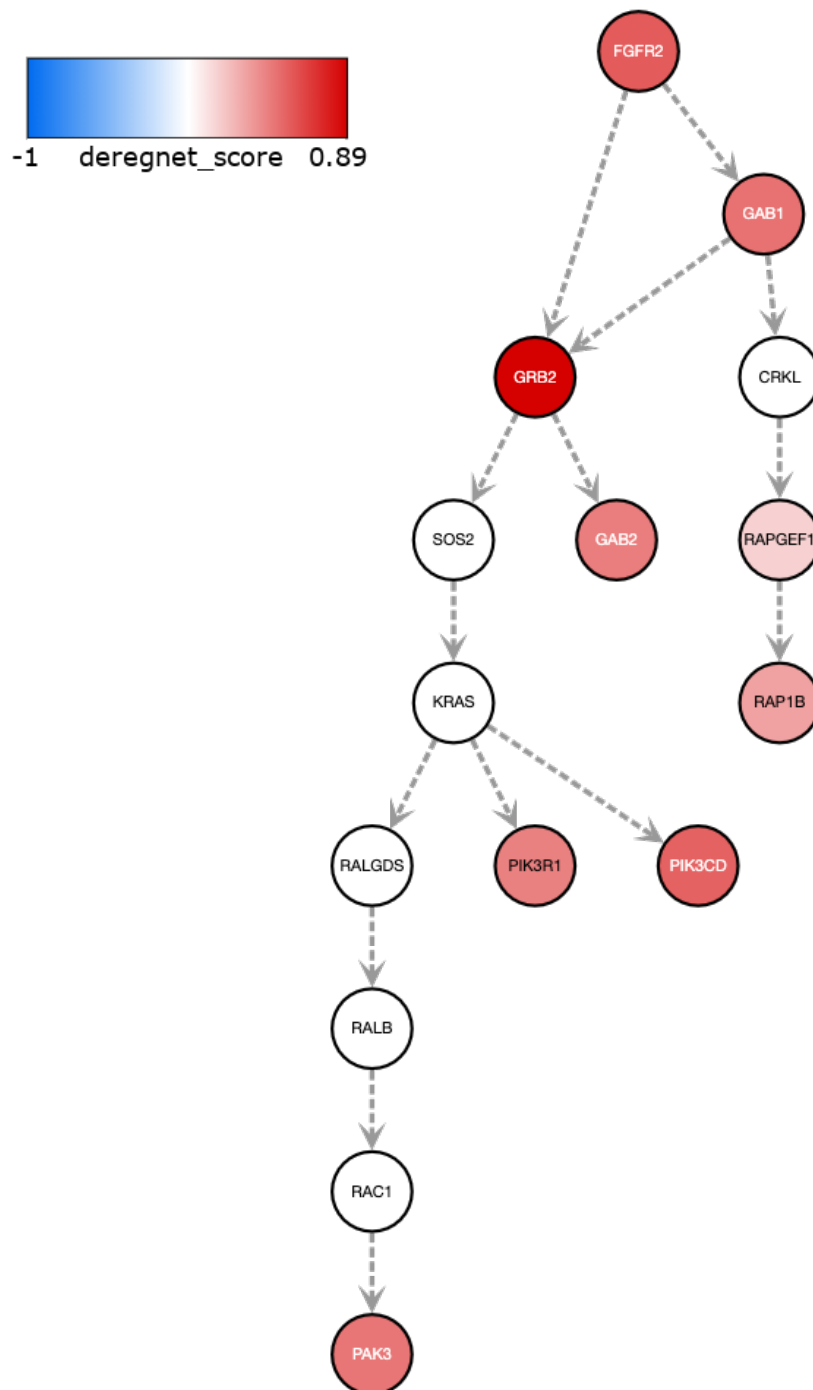 FGFR2
-1 deregnet_score 0.89
GAB1
GRB2
CRKL
SOS2
GAB2
RAPGEF1
KRAS
RAP1B
RALGDS
PIK3R1
PIK3CD
RALB
RAC1
PAK3